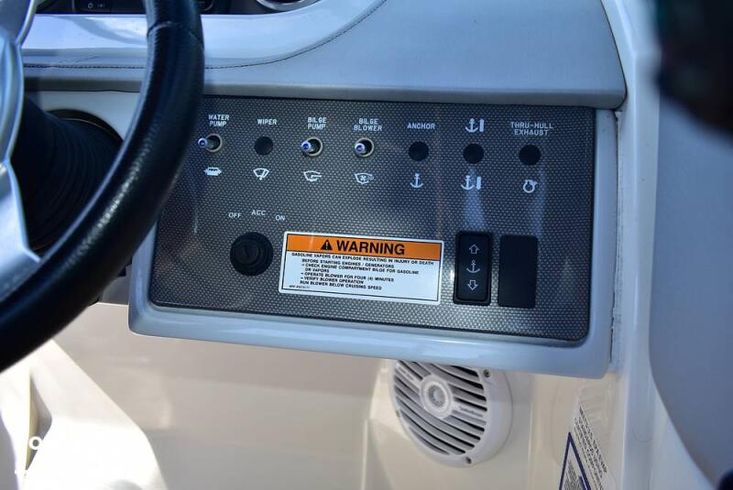 WATER PUMP
WIPER
BILGE PUMP
BILGE BLOWER
ANCHOR
THRU-HULL EXHAUST
OFF ACC ON
WARNING
GASOLINE VAPORS CAN EXPLODE RESULTING IN INJURY OR DEATH
BEFORE STARTING ENGINES / GENERATORS
• CHECK ENGINE COMPARTMENT BILGE FOR GASOLINE
OR VAPORS
• OPERATE BLOWER FOR FOUR (4) MINUTES
• VERIFY BLOWER OPERATION
RUN BLOWER BELOW CRUISING SPEED